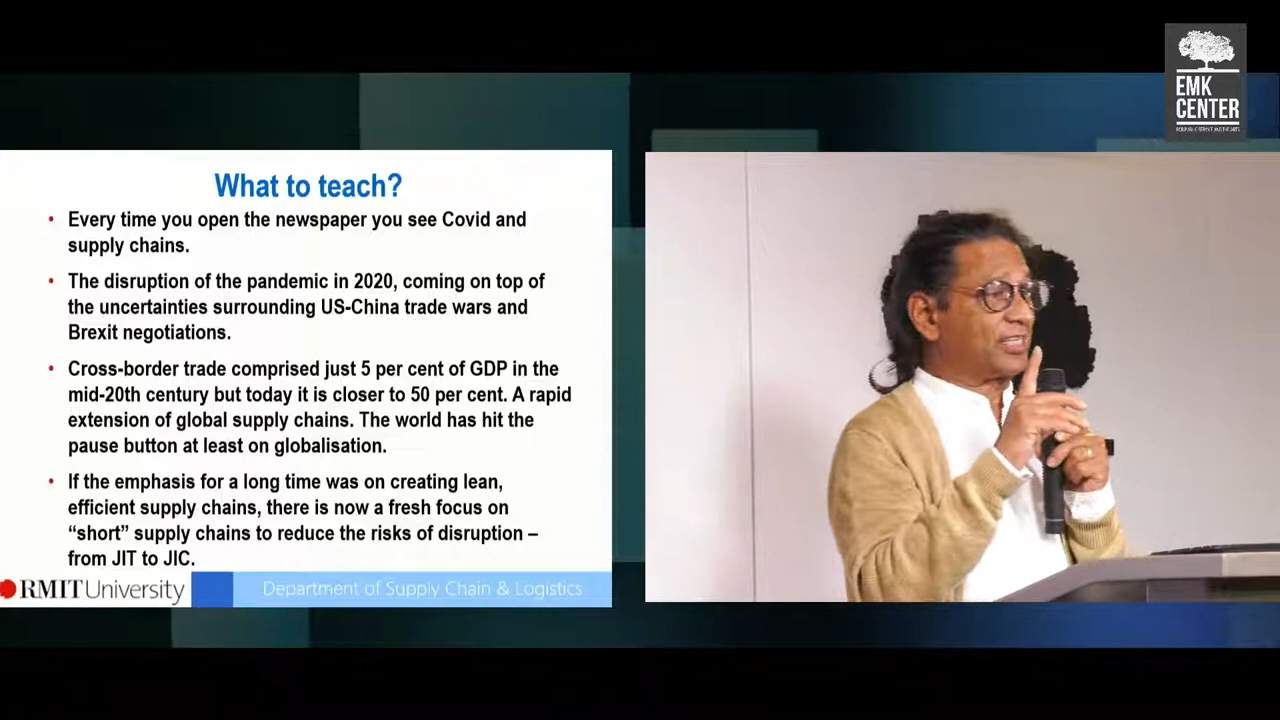 EMK
CENTER
What to teach?
• Every time you open the newspaper you see Covid and
supply chains.
• The disruption of the pandemic in 2020, coming on top of
the uncertainties surrounding US-China trade wars and
Brexit negotiations.
• Cross-border trade comprised just 5 per cent of GDP in the
mid-20th century but today it is closer to 50 per cent. A rapid
extension of global supply chains. The world has hit the
pause button at least on globalisation.
• If the emphasis for a long time was on creating lean,
efficient supply chains, there is now a fresh focus on
“short” supply chains to reduce the risks of disruption –
from JIT to JIC.
RMIT University
Department of Supply Chain & Logistics